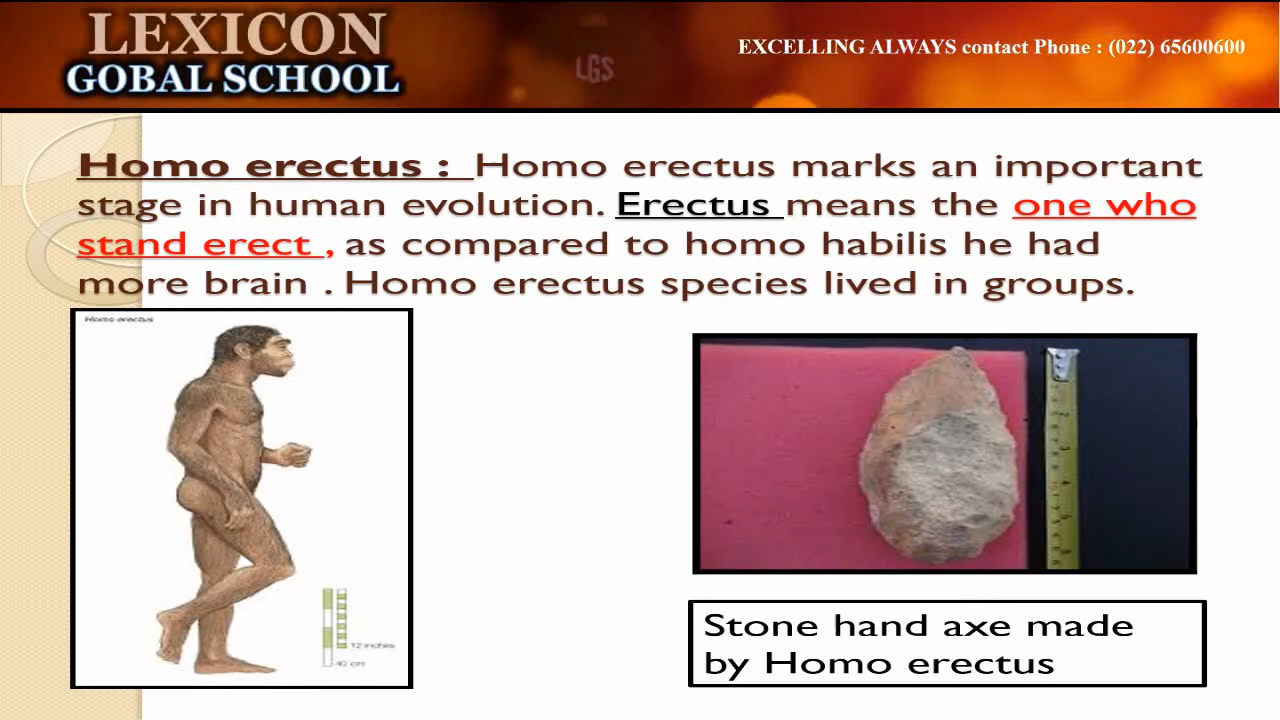 LEXICON
GOBAL SCHOOL
LGS
EXCELLING ALWAYS contact Phone : (022) 65600600
Homo erectus : Homo erectus marks an important
stage in human evolution. Erectus means the one who
stand erect , as compared to homo habilis he had
more brain . Homo erectus species lived in groups.
Homo erectus
12 inches
40 cm
Stone hand axe made
by Homo erectus